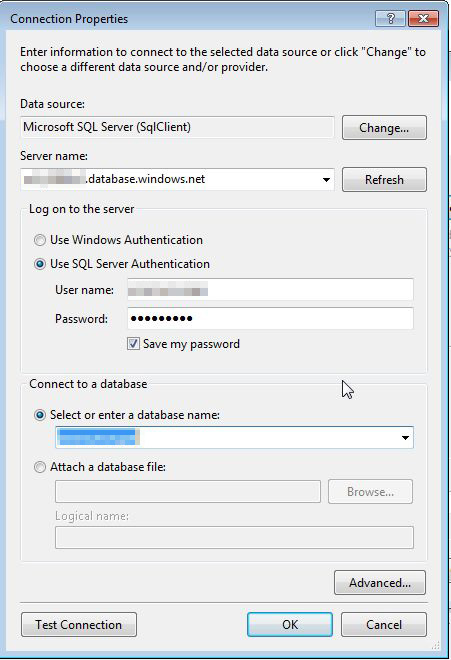 Connection Properties
Enter information to connect to the selected data source or click "Change" to
choose a different data source and/or provider.
Data source:
Microsoft SQL Server (SqlClient)
Change...
Server name:
.database.windows.net
Refresh
Log on to the server
Use Windows Authentication
Use SQL Server Authentication
User name:
Password:
●●●●●●●●●
Save my password
Connect to a database
Select or enter a database name:
Attach a database file:
Browse...
Logical name:
Advanced...
Test Connection
OK
Cancel